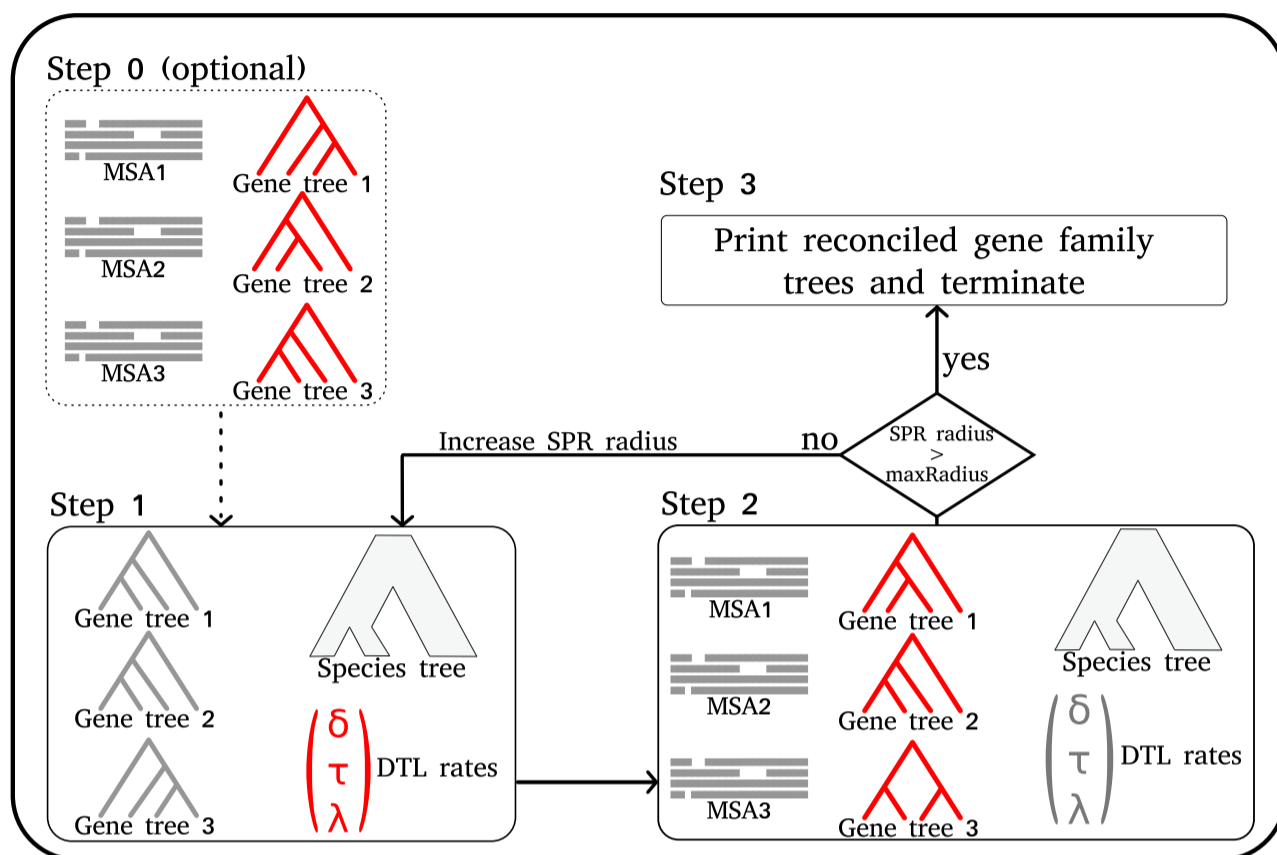 Step 0 (optional)
MSA1
Gene tree 1
MSA2
Gene tree 2
MSA3
Gene tree 3
Step 3
Print reconciled gene family
trees and terminate
yes
no
SPR radius
>
maxRadius
Increase SPR radius
Step 1
Gene tree 1
Gene tree 2
Gene tree 3
Species tree
δ
τ
λ
DTL rates
Step 2
MSA1
Gene tree 1
MSA2
Gene tree 2
MSA3
Gene tree 3
Species tree
δ
τ
λ
DTL rates